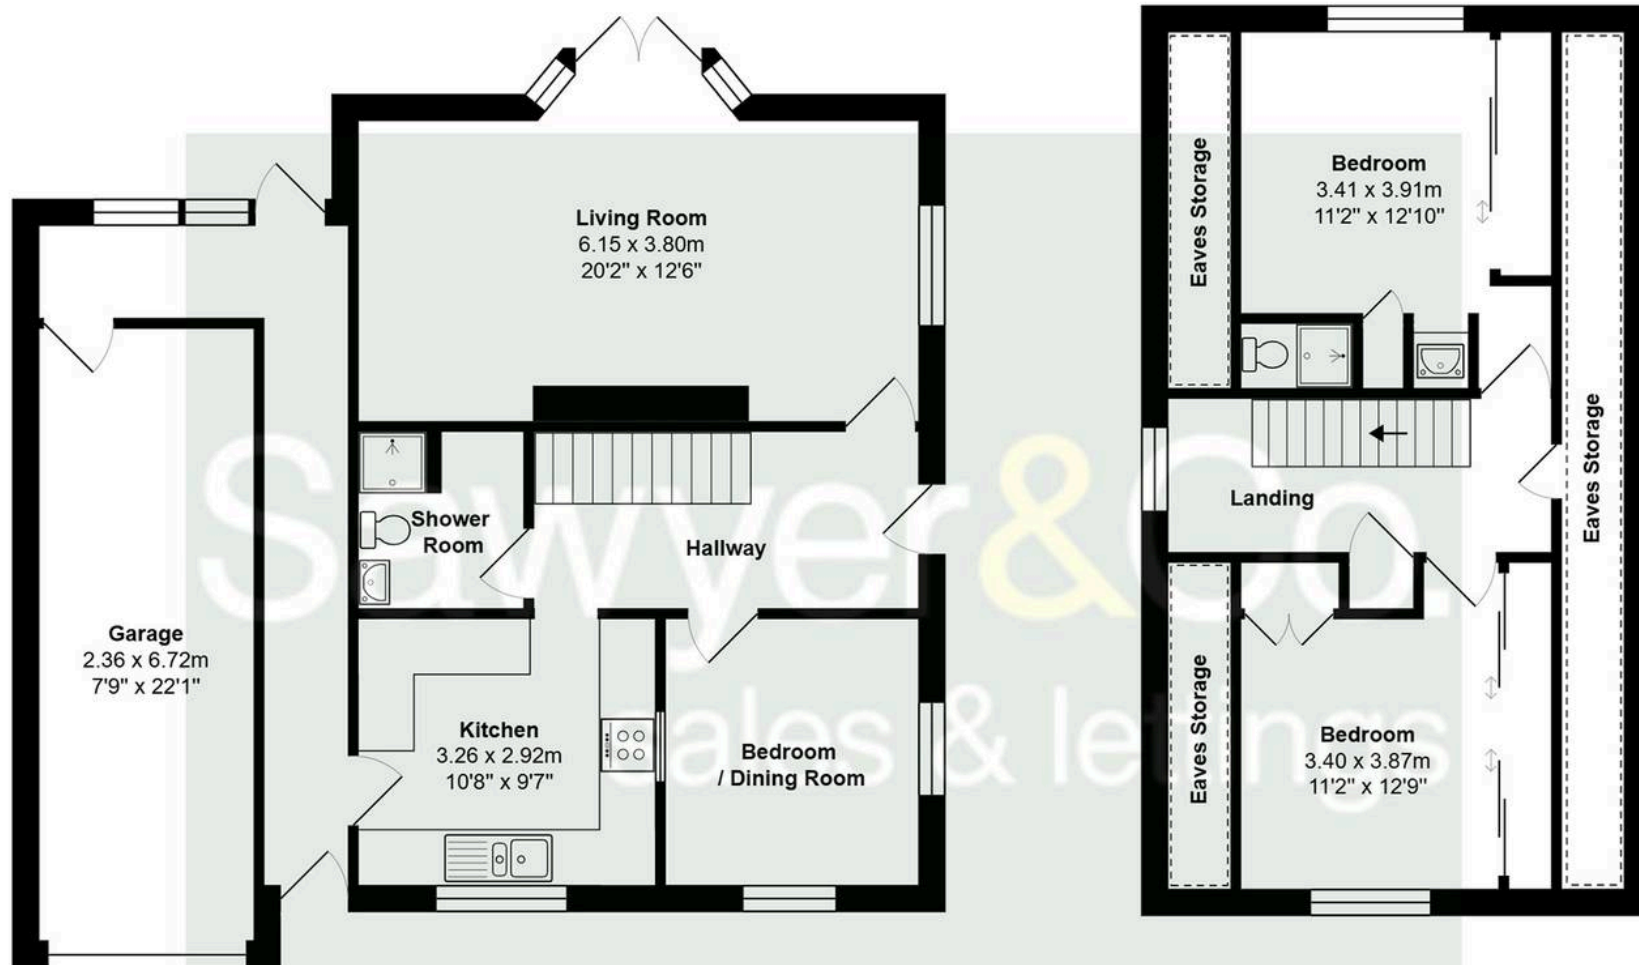 Living Room
6.15 x 3.80m
20'2" x 12'6"
Shower
Room
Hallway
Garage
2.36 x 6.72m
7'9" x 22'1"
Kitchen
3.26 x 2.92m
10'8" x 9'7"
Bedroom
/ Dining Room
Eaves Storage
Bedroom
3.41 x 3.91m
11'2" x 12'10"
Landing
Eaves Storage
Eaves Storage
Bedroom
3.40 x 3.87m
11'2" x 12'9"
Sawyer&Co.
sales & lettings